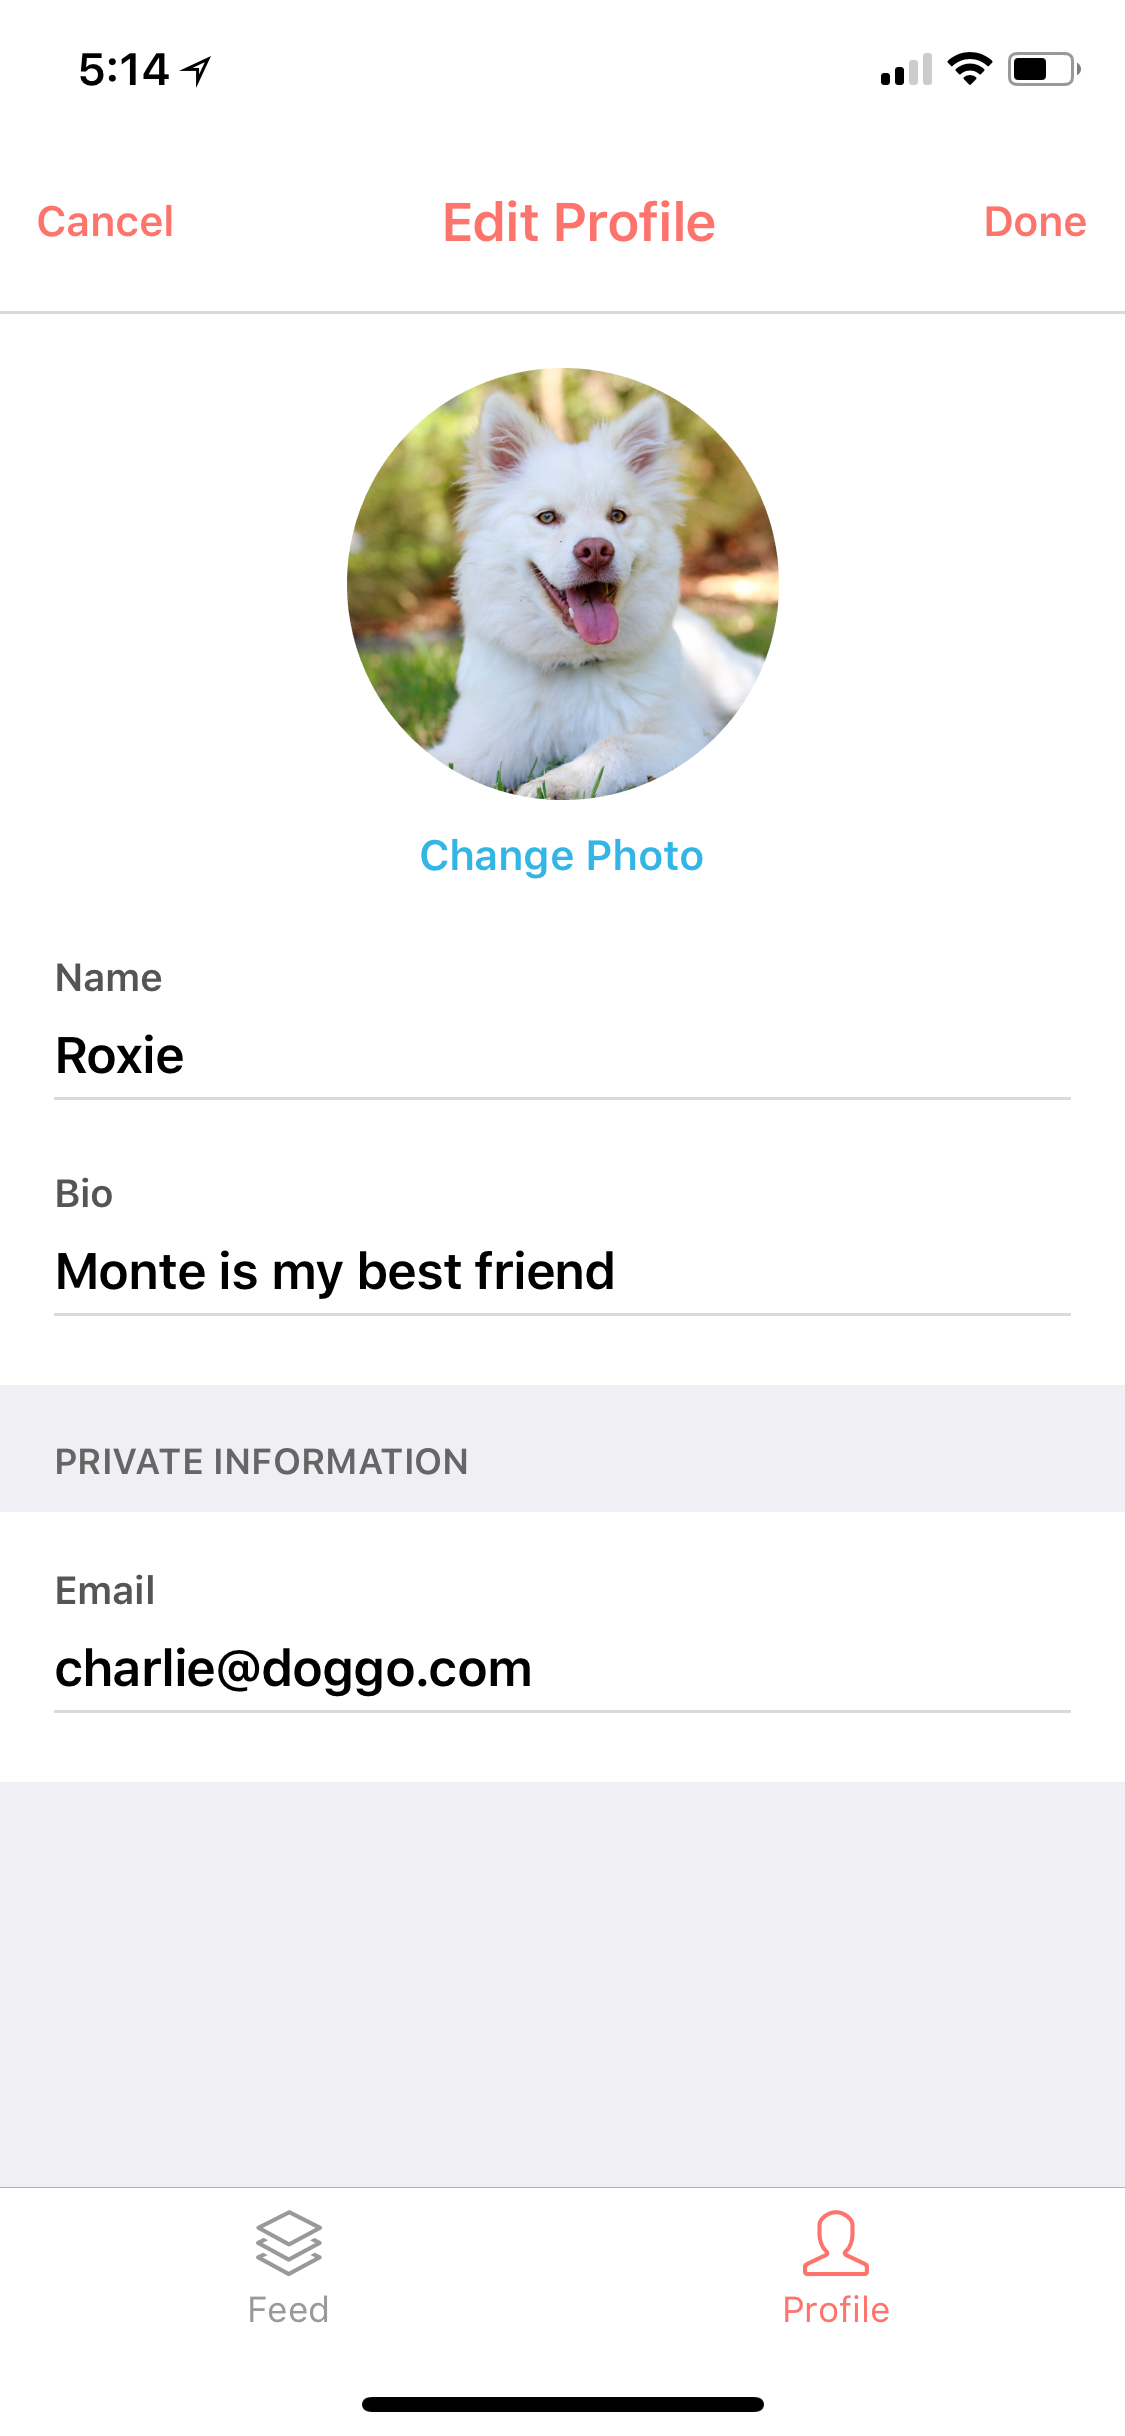 5:14
Cancel Edit Profile Done
Change Photo
Name
Roxie
Bio
Monte is my best friend
PRIVATE INFORMATION
Email
charlie@doggo.com
Feed Profile